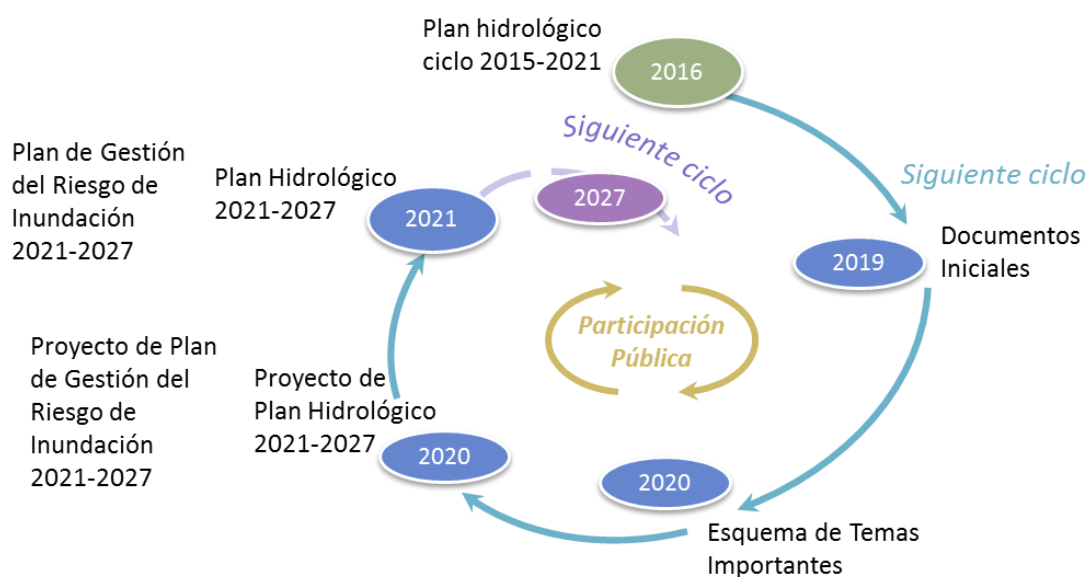 Plan hidrológico
ciclo 2015-2021
2016
Siguiente ciclo
Documentos
Iniciales
2019
Esquema de Temas
Importantes
2020
Proyecto de
Plan Hidrológico
2021-2027
2020
Proyecto de Plan
de Gestión del
Riesgo de
Inundación
2021-2027
Plan Hidrológico
2021-2027
2021
Plan de Gestión
del Riesgo de
Inundación
2021-2027
Siguiente ciclo
2027
Participación
Pública